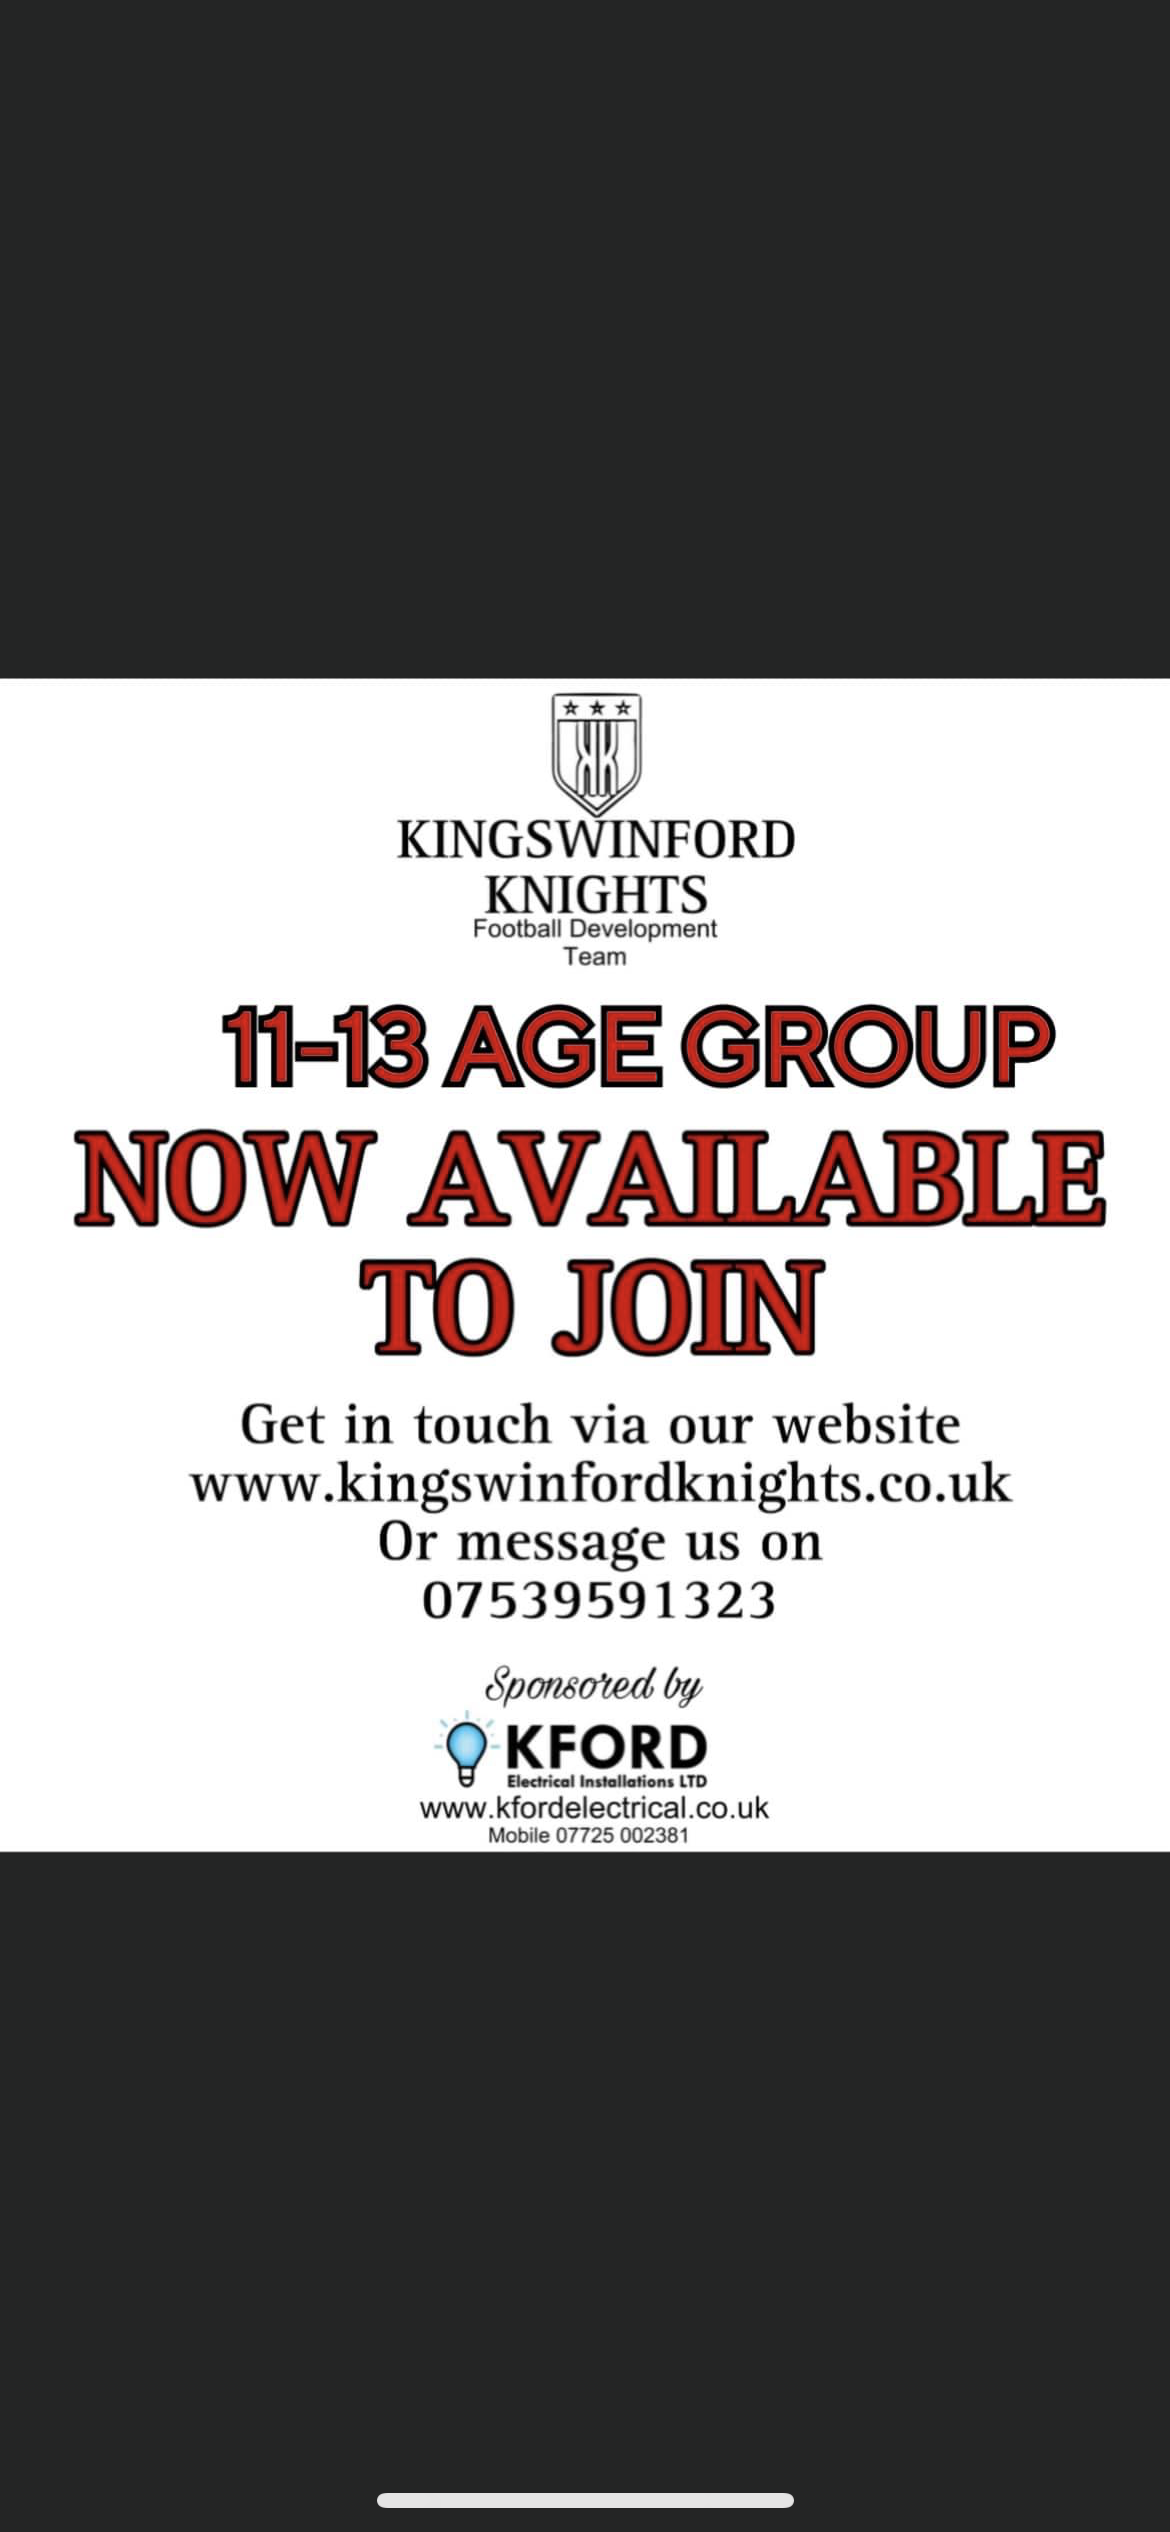 KK
KINGSWINFORD
KNIGHTS
Football Development
Team
11-13 AGE GROUP
NOW AVAILABLE
TO JOIN
Get in touch via our website
www.kingswinfordknights.co.uk
Or message us on
07539591323
Sponsored by
KFORD
Electrical Installations LTD
www.kfordelectrical.co.uk
Mobile 07725 002381